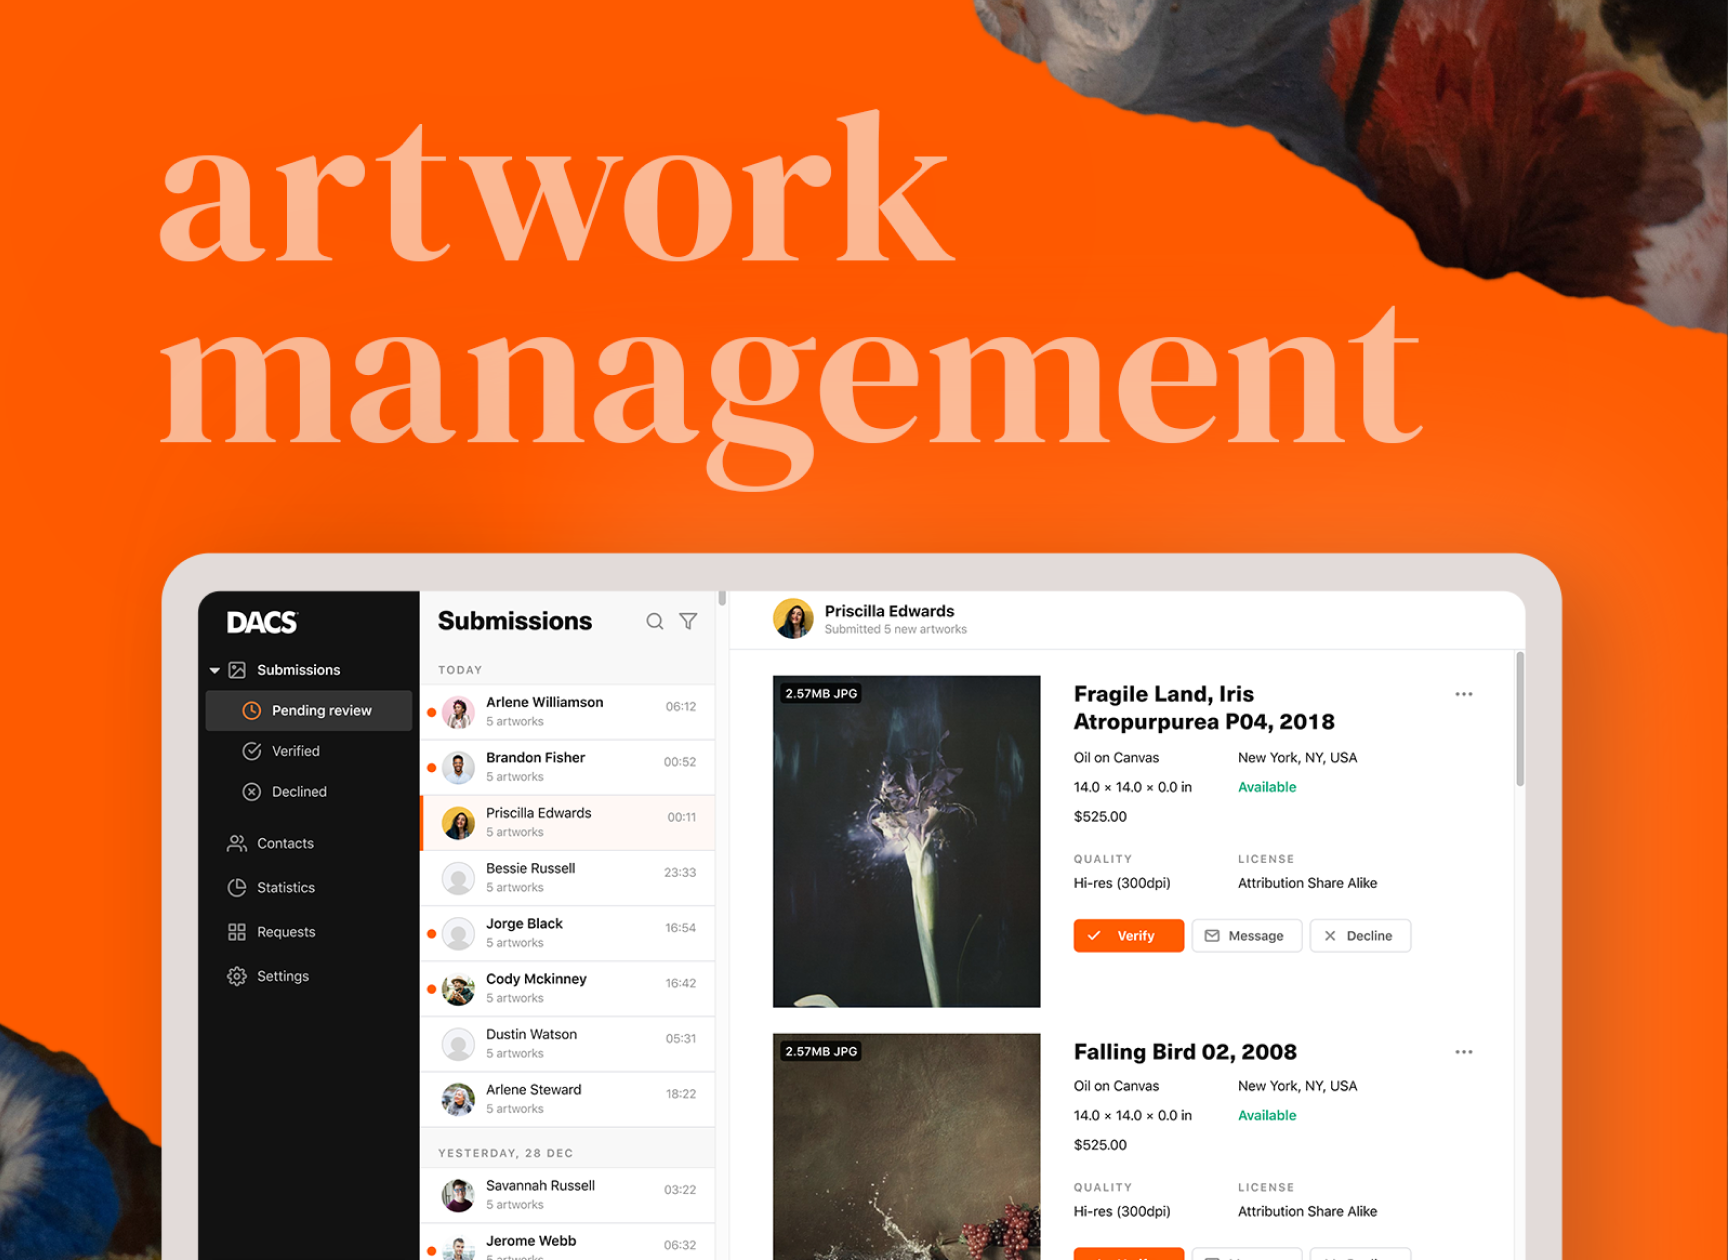 artwork
management
DACS
Submissions
Pending review
Verified
Declined
Contacts
Statistics
Requests
Settings
Submissions
TODAY
Arlene Williamson
06:12
5 artworks
Brandon Fisher
00:52
5 artworks
Priscilla Edwards
00:11
5 artworks
Bessie Russell
23:33
5 artworks
Jorge Black
16:54
5 artworks
Cody Mckinney
16:42
5 artworks
Dustin Watson
05:31
5 artworks
Arlene Steward
18:22
5 artworks
YESTERDAY, 28 DEC
Savannah Russell
03:22
5 artworks
Jerome Webb
06:32
Priscilla Edwards
Submitted 5 new artworks
2.57MB JPG
Fragile Land, Iris
Atropurpurea P04, 2018
Oil on Canvas
New York, NY, USA
14.0 × 14.0 × 0.0 in
Available
$525.00
QUALITY
LICENSE
Hi-res (300dpi)
Attribution Share Alike
Verify
Message
Decline
2.57MB JPG
Falling Bird 02, 2008
Oil on Canvas
New York, NY, USA
14.0 × 14.0 × 0.0 in
Available
$525.00
QUALITY
LICENSE
Hi-res (300dpi)
Attribution Share Alike